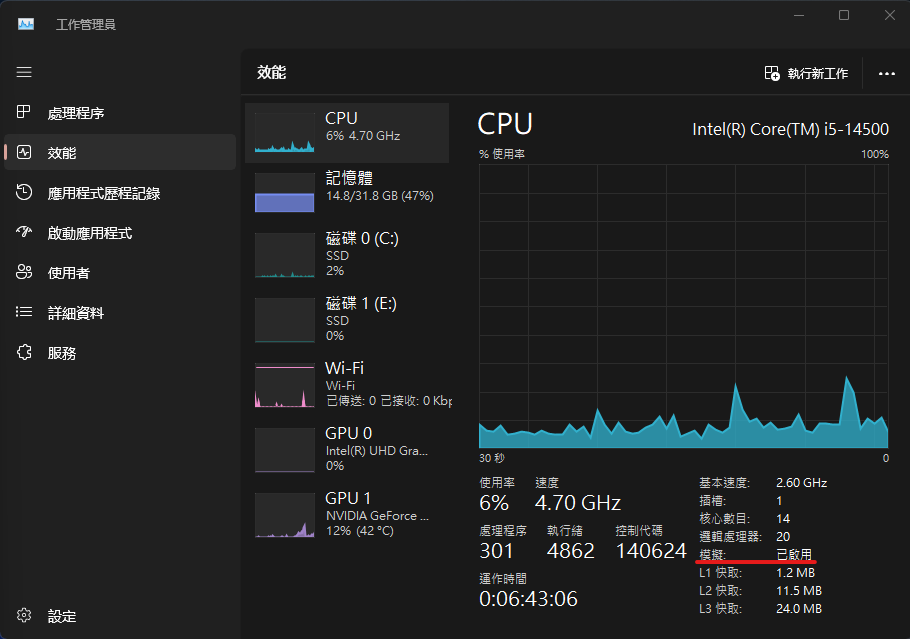 工作管理員
效能
執行新工作
處理程序
效能
應用程式歷程記錄
啟動應用程式
使用者
詳細資料
服務
設定
CPU
6% 4.70 GHz
記憶體
14.8/31.8 GB (47%)
磁碟 0 (C:)
SSD
2%
磁碟 1 (E:)
SSD
0%
Wi-Fi
Wi-Fi
已傳送: 0 已接收: 0 Kbp
GPU 0
Intel(R) UHD Gra...
0%
GPU 1
NVIDIA GeForce ...
12% (42 °C)
CPU
Intel(R) Core(TM) i5-14500
% 使用率
100%
30 秒
0
使用率 速度
6% 4.70 GHz
處理程序 執行緒 控制代碼
301 4862 140624
運作時間
0:06:43:06
基本速度: 2.60 GHz
插槽: 1
核心數目: 14
邏輯處理器: 20
模擬: 已啟用
L1 快取: 1.2 MB
L2 快取: 11.5 MB
L3 快取: 24.0 MB